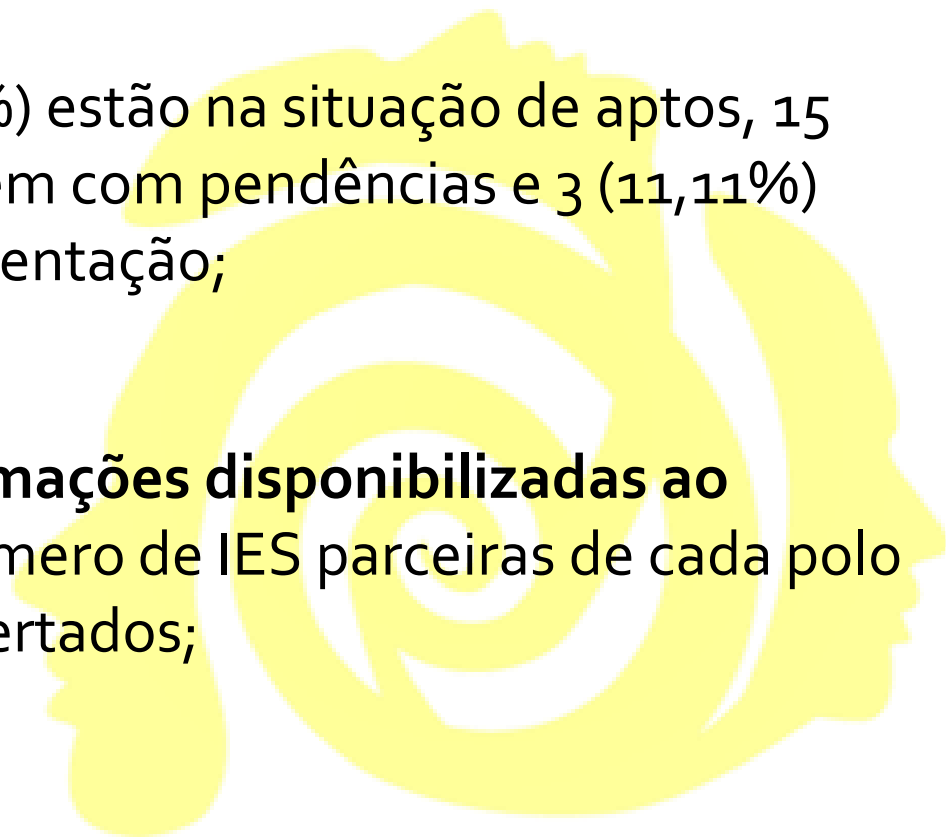 %) estão na situação de aptos, 15
em com pendências e 3 (11,11%)
entação;
mações disponibilizadas ao
mero de IES parceiras de cada polo
ertados;